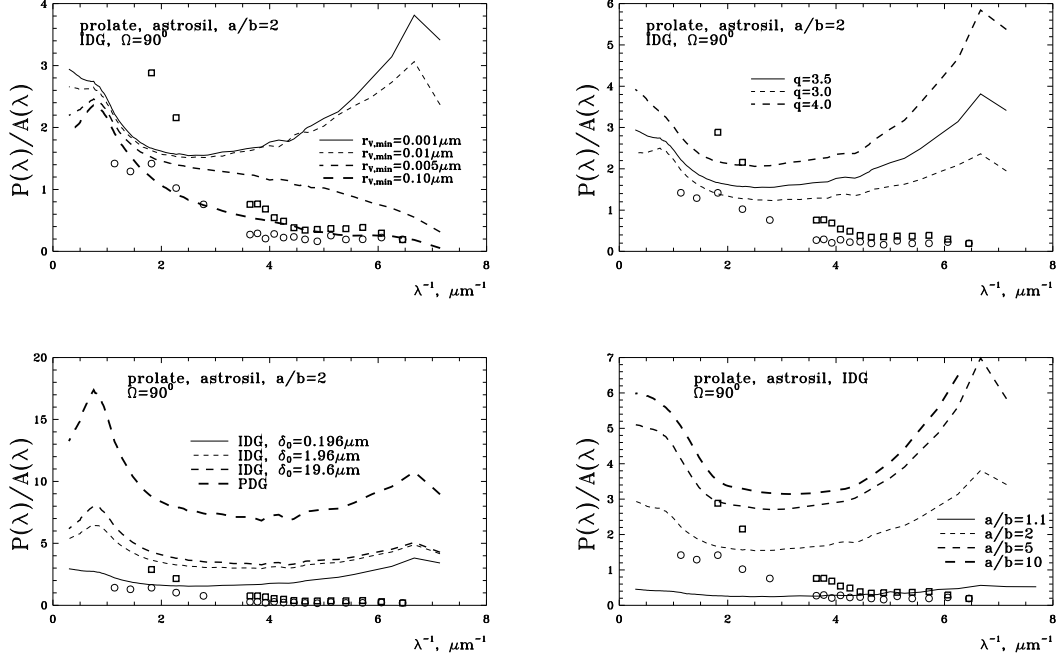 prolate, astrosil, a/b=2
IDG, Ω=90⁰
P(λ)/A(λ)
4
3
2
1
0
r_v,min=0.001μm
r_v,min=0.01μm
r_v,min=0.005μm
r_v,min=0.10μm
0 2 4 6 8
λ⁻¹, μm⁻¹
prolate, astrosil, a/b=2
IDG, Ω=90⁰
P(λ)/A(λ)
6
5
4
3
2
1
0
q=3.5
q=3.0
q=4.0
0 2 4 6 8
λ⁻¹, μm⁻¹
prolate, astrosil, a/b=2
Ω=90⁰
P(λ)/A(λ)
20
15
10
5
0
IDG, δ₀=0.196μm
IDG, δ₀=1.96μm
IDG, δ₀=19.6μm
PDG
0 2 4 6 8
λ⁻¹, μm⁻¹
prolate, astrosil, IDG
Ω=90⁰
P(λ)/A(λ)
7
6
5
4
3
2
1
0
a/b=1.1
a/b=2
a/b=5
a/b=10
0 2 4 6 8
λ⁻¹, μm⁻¹